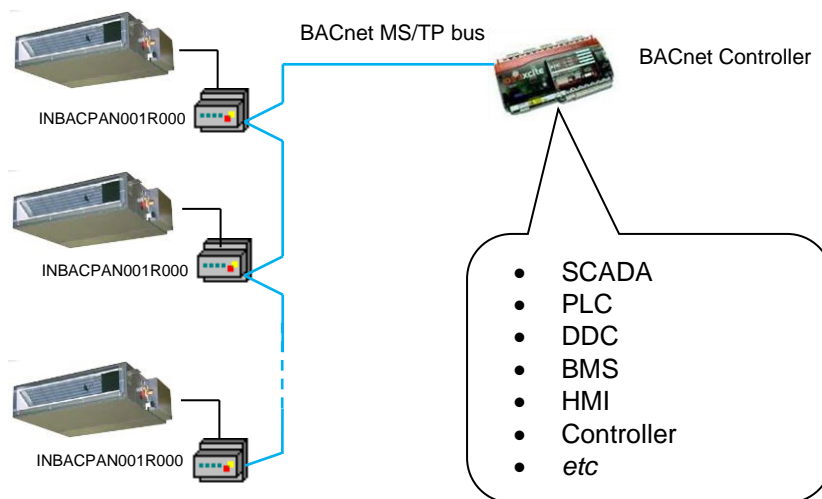 BACnet MS/TP bus
BACnet Controller
INBACPAN001R000
INBACPAN001R000
INBACPAN001R000
• SCADA
• PLC
• DDC
• BMS
• HMI
• Controller
• etc